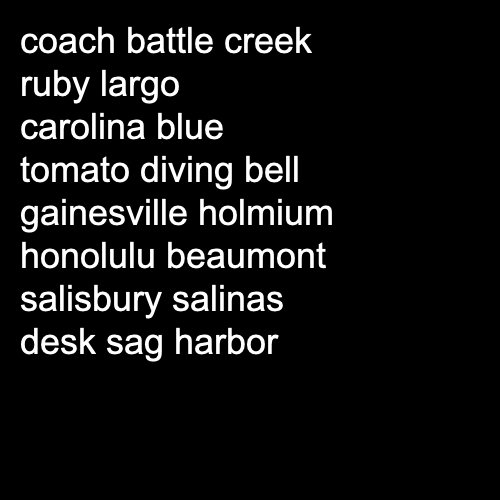 coach battle creek
ruby largo
carolina blue
tomato diving bell
gainesville holmium
honolulu beaumont
salisbury salinas
desk sag harbor